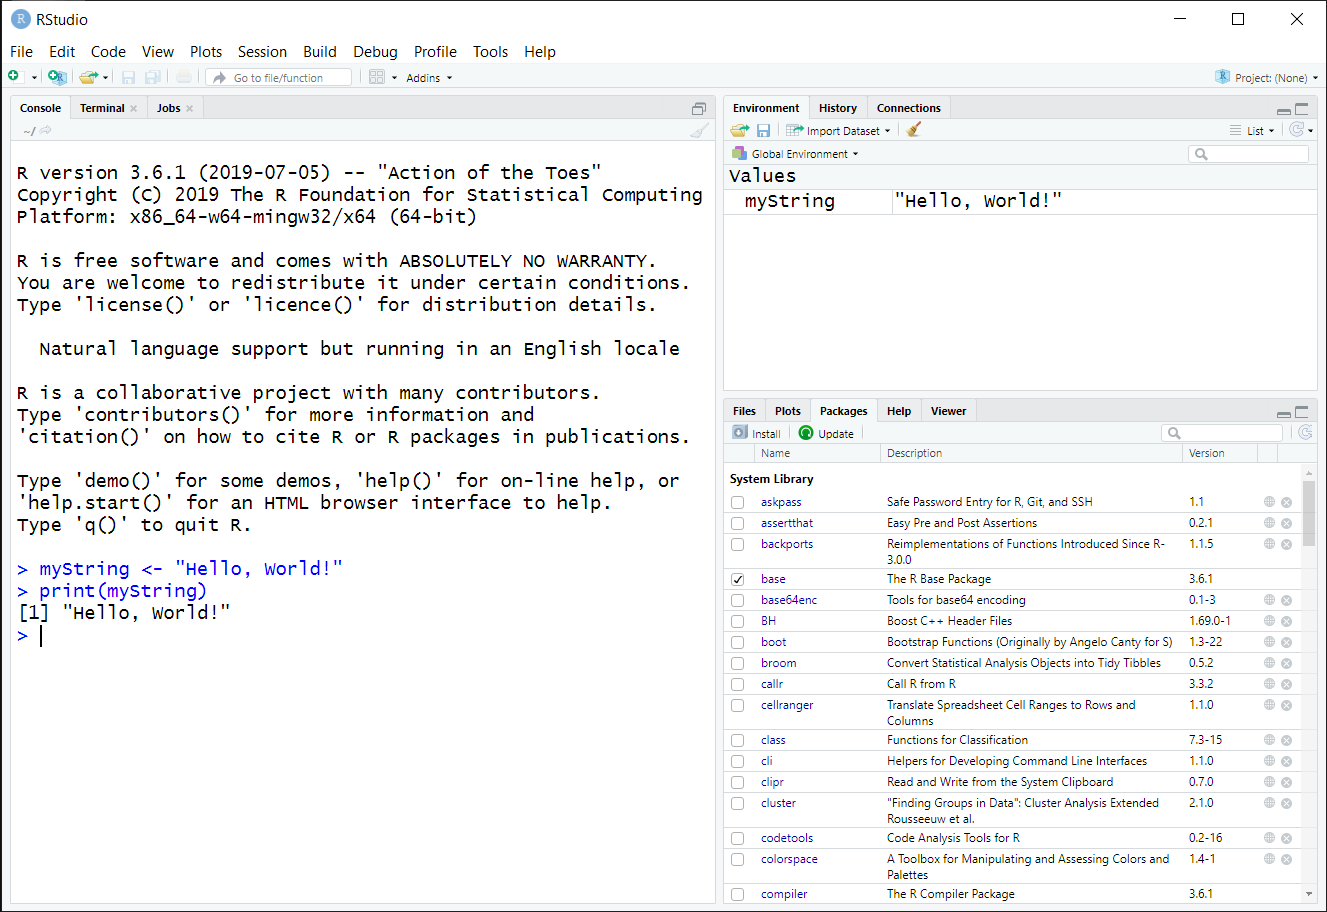 RStudio
File Edit Code View Plots Session Build Debug Profile Tools Help
Go to file/function Addins Project: (None)
Console Terminal Jobs
~/
R version 3.6.1 (2019-07-05) -- "Action of the Toes"
Copyright (C) 2019 The R Foundation for Statistical Computing
Platform: x86_64-w64-mingw32/x64 (64-bit)
R is free software and comes with ABSOLUTELY NO WARRANTY.
You are welcome to redistribute it under certain conditions.
Type 'license()' or 'licence()' for distribution details.
Natural language support but running in an English locale
R is a collaborative project with many contributors.
Type 'contributors()' for more information and
'citation()' on how to cite R or R packages in publications.
Type 'demo()' for some demos, 'help()' for on-line help, or
'help.start()' for an HTML browser interface to help.
Type 'q()' to quit R.
> myString <- "Hello, World!"
> print(myString)
[1] "Hello, World!"
>
Environment History Connections
Import Dataset List
Global Environment
Values
myString "Hello, World!"
Files Plots Packages Help Viewer
Install Update
Name Description Version
System Library
askpass Safe Password Entry for R, Git, and SSH 1.1
assertthat Easy Pre and Post Assertions 0.2.1
backports Reimplementations of Functions Introduced Since R- 1.1.5
3.0.0
base The R Base Package 3.6.1
base64enc Tools for base64 encoding 0.1-3
BH Boost C++ Header Files 1.69.0-1
boot Bootstrap Functions (Originally by Angelo Canty for S) 1.3-22
broom Convert Statistical Analysis Objects into Tidy Tibbles 0.5.2
callr Call R from R 3.3.2
cellranger Translate Spreadsheet Cell Ranges to Rows and 1.1.0
Columns
class Functions for Classification 7.3-15
cli Helpers for Developing Command Line Interfaces 1.1.0
clipr Read and Write from the System Clipboard 0.7.0
cluster "Finding Groups in Data": Cluster Analysis Extended 2.1.0
Rousseeuw et al.
codetools Code Analysis Tools for R 0.2-16
colorspace A Toolbox for Manipulating and Assessing Colors and 1.4-1
Palettes
compiler The R Compiler Package 3.6.1